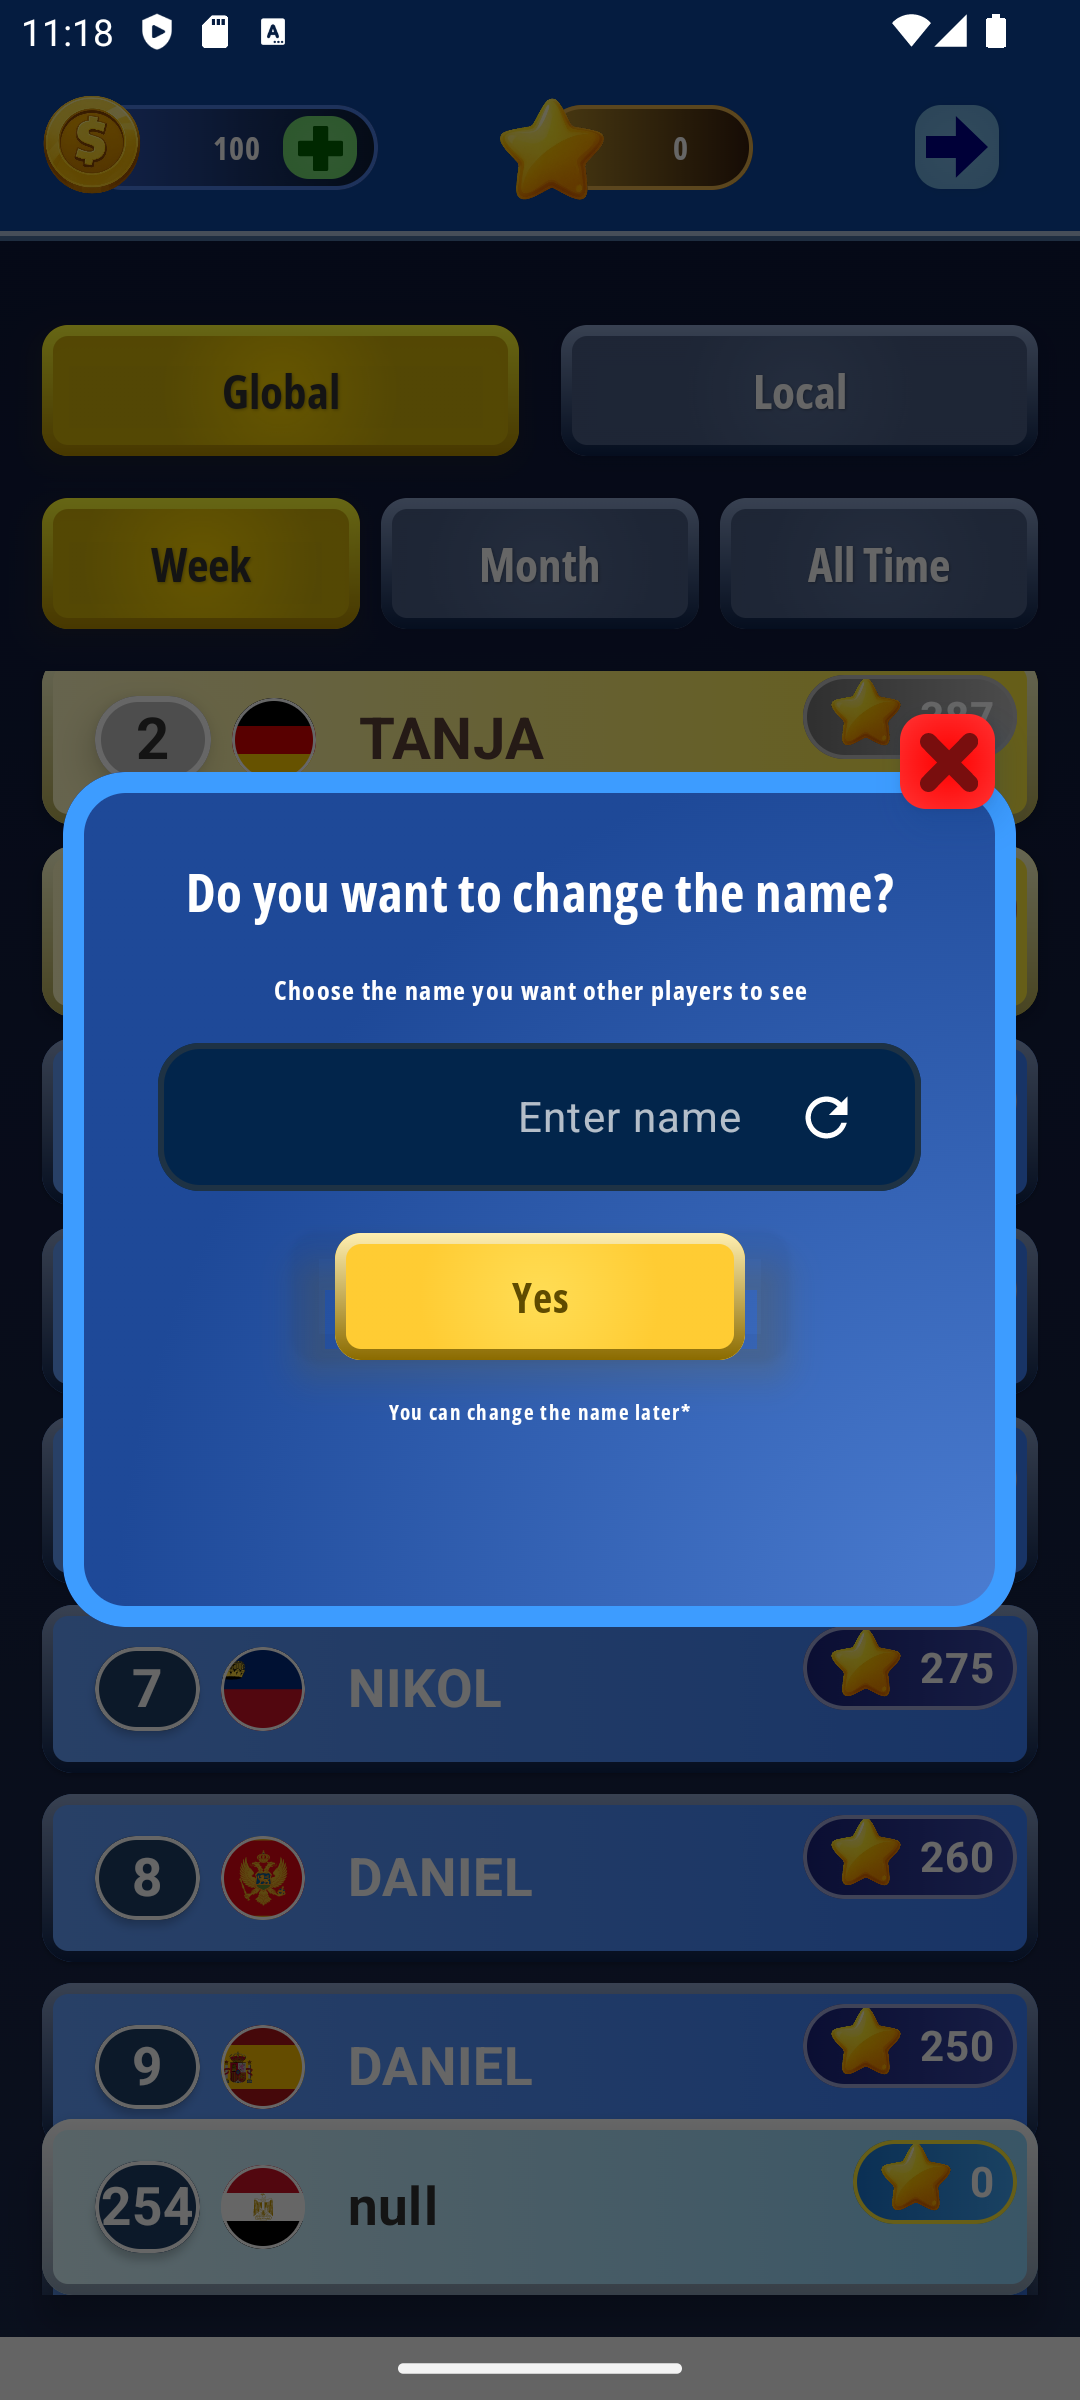 11:18
100
0
Global
Local
Week
Month
All Time
2
TANJA
387
Do you want to change the name?
Choose the name you want other players to see
Enter name
Yes
You can change the name later*
7
NIKOL
275
8
DANIEL
260
9
DANIEL
250
254
null
0